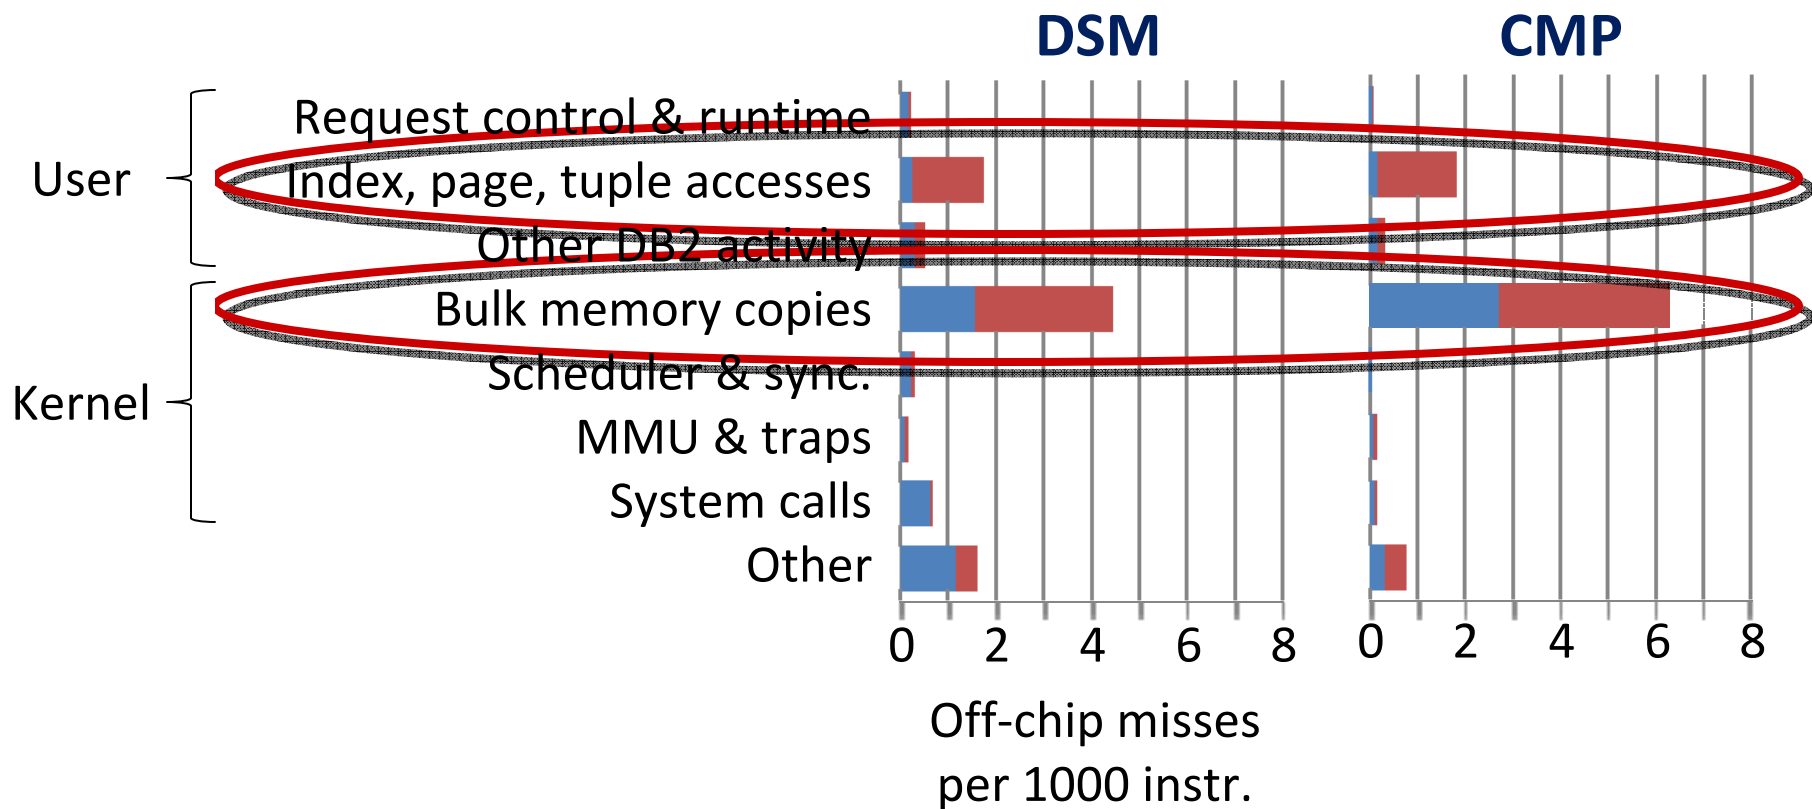 DSM
CMP
User
Request control & runtime
Index, page, tuple accesses
Other DB2 activity
Kernel
Bulk memory copies
Scheduler & sync.
MMU & traps
System calls
Other
0 2 4 6 8
0 2 4 6 8
Off-chip misses
per 1000 instr.